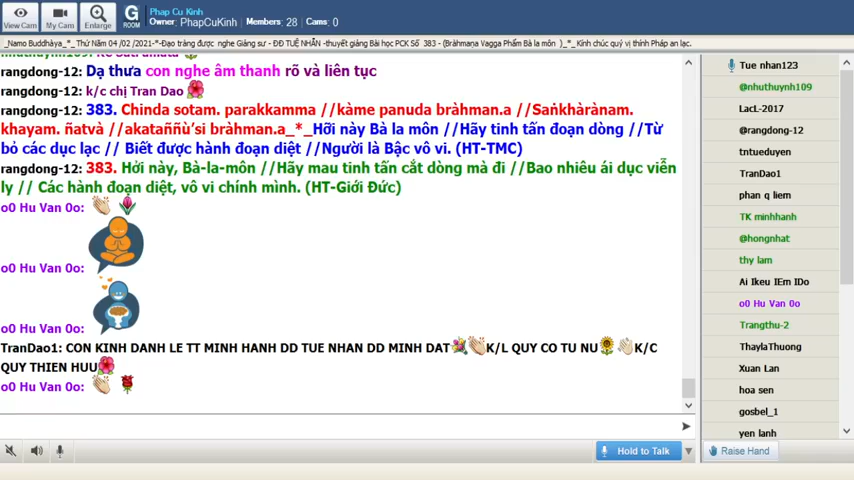 View Cam
My Cam
Enlarge
G
ROOM
Phap Cu Kinh
Owner: PhapCuKinh Members: 28 Cams: 0
_Namo Buddhàya_*_ Thứ Năm 04 /02 /2021-*-Đạo tràng được nghe Giảng sư - ĐĐ TUỆ NHÂN -thuyết giảng Bài học PCK Số 383 - (Bràhmaṇa Vagga Phẩm Bà la môn )_*_ Kính chúc quý vị thính Pháp an lạc.
rangdong-12: Dạ thưa con nghe âm thanh rõ và liên tục
rangdong-12: k/c chị Tran Dao
rangdong-12: 383. Chinda sotam. parakkamma //kàme panuda bràhman.a //Saṅkhàrànam.
khayam. ñatvà //akataññù’si bràhman.a_*_Hỡi này Bà la môn //Hãy tinh tấn đoạn dòng //Từ
bỏ các dục lạc // Biết được hành đoạn diệt //Người là Bậc vô vi. (HT-TMC)
rangdong-12: 383. Hởi này, Bà-la-môn //Hãy mau tinh tấn cắt dòng mà đi //Bao nhiêu ái dục viễn
ly // Các hành đoạn diệt, vô vi chính mình. (HT-Giới Đức)
o0 Hu Van 0o:
o0 Hu Van 0o:
o0 Hu Van 0o:
TranDao1: CON KINH DANH LE TT MINH HANH DD TUE NHAN DD MINH DAT K/L QUY CO TU NU K/C
QUY THIEN HUU
o0 Hu Van 0o:
Hold to Talk
Raise Hand
Tue nhan123
@nhuthuynh109
LacL-2017
@rangdong-12
tntueduyen
TranDao1
phan q liem
TK minhhanh
@hongnhat
thy lam
Ai Ikeu IEm IDo
o0 Hu Van 0o
Trangthu-2
ThaylaThuong
Xuan Lan
hoa sen
gosbel_1
yen lanh